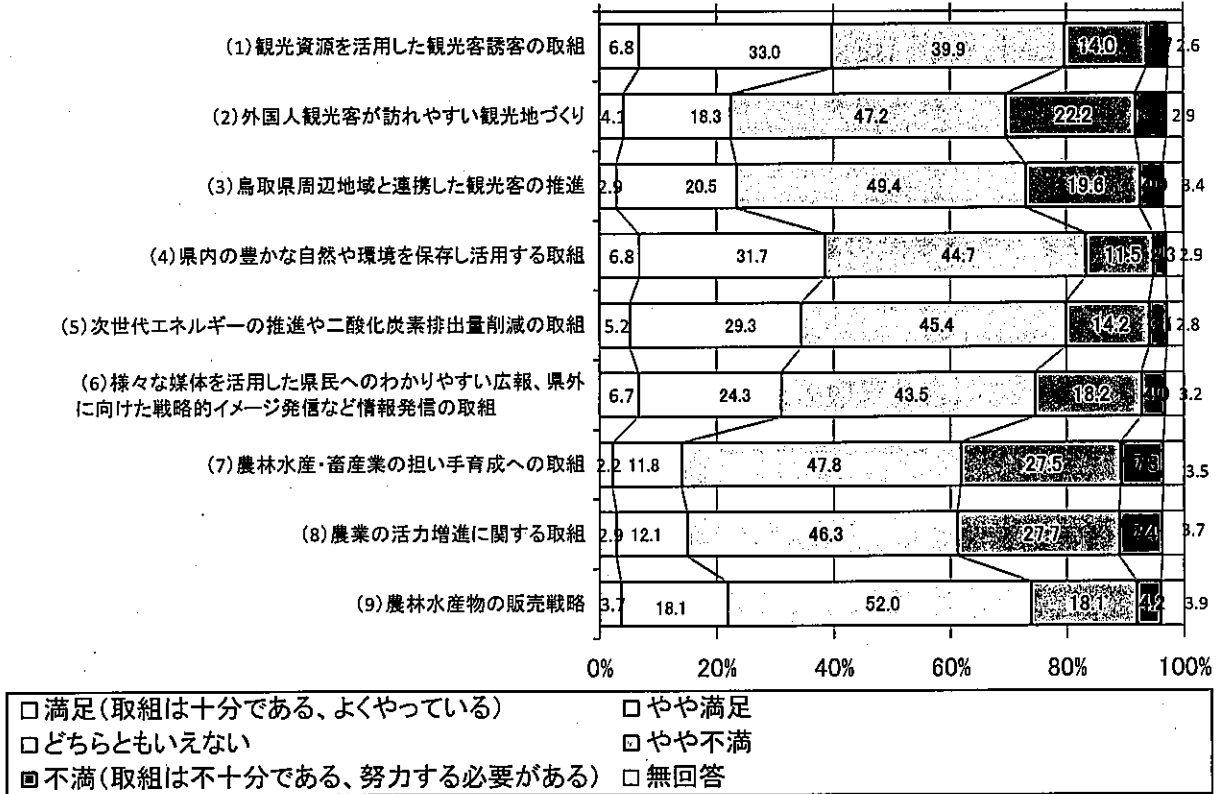 (1)観光資源を活用した観光客誘客の取組 6.8 33.0 39.9 14.0 2.6
(2)外国人観光客が訪れやすい観光地づくり 4.1 18.3 47.2 22.2 2.9
(3)鳥取県周辺地域と連携した観光客の推進 2.9 20.5 49.4 19.6 3.4
(4)県内の豊かな自然や環境を保存し活用する取組 6.8 31.7 44.7 11.5 2.9
(5)次世代エネルギーの推進や二酸化炭素排出量削減の取組 5.2 29.3 45.4 14.2 2.8
(6)様々な媒体を活用した県民へのわかりやすい広報、県外
に向けた戦略的イメージ発信など情報発信の取組 6.7 24.3 43.5 18.2 4.0 3.2
(7)農林水産・畜産業の担い手育成への取組 2.2 11.8 47.8 27.5 3.5
(8)農業の活力増進に関する取組 2.9 12.1 46.3 27.7 7.4 3.7
(9)農林水産物の販売戦略 3.7 18.1 52.0 18.1 4.2 3.9
0% 20% 40% 60% 80% 100%
□満足(取組は十分である、よくやっている) □やや満足
□どちらともいえない □やや不満
■不満(取組は不十分である、努力する必要がある) □無回答